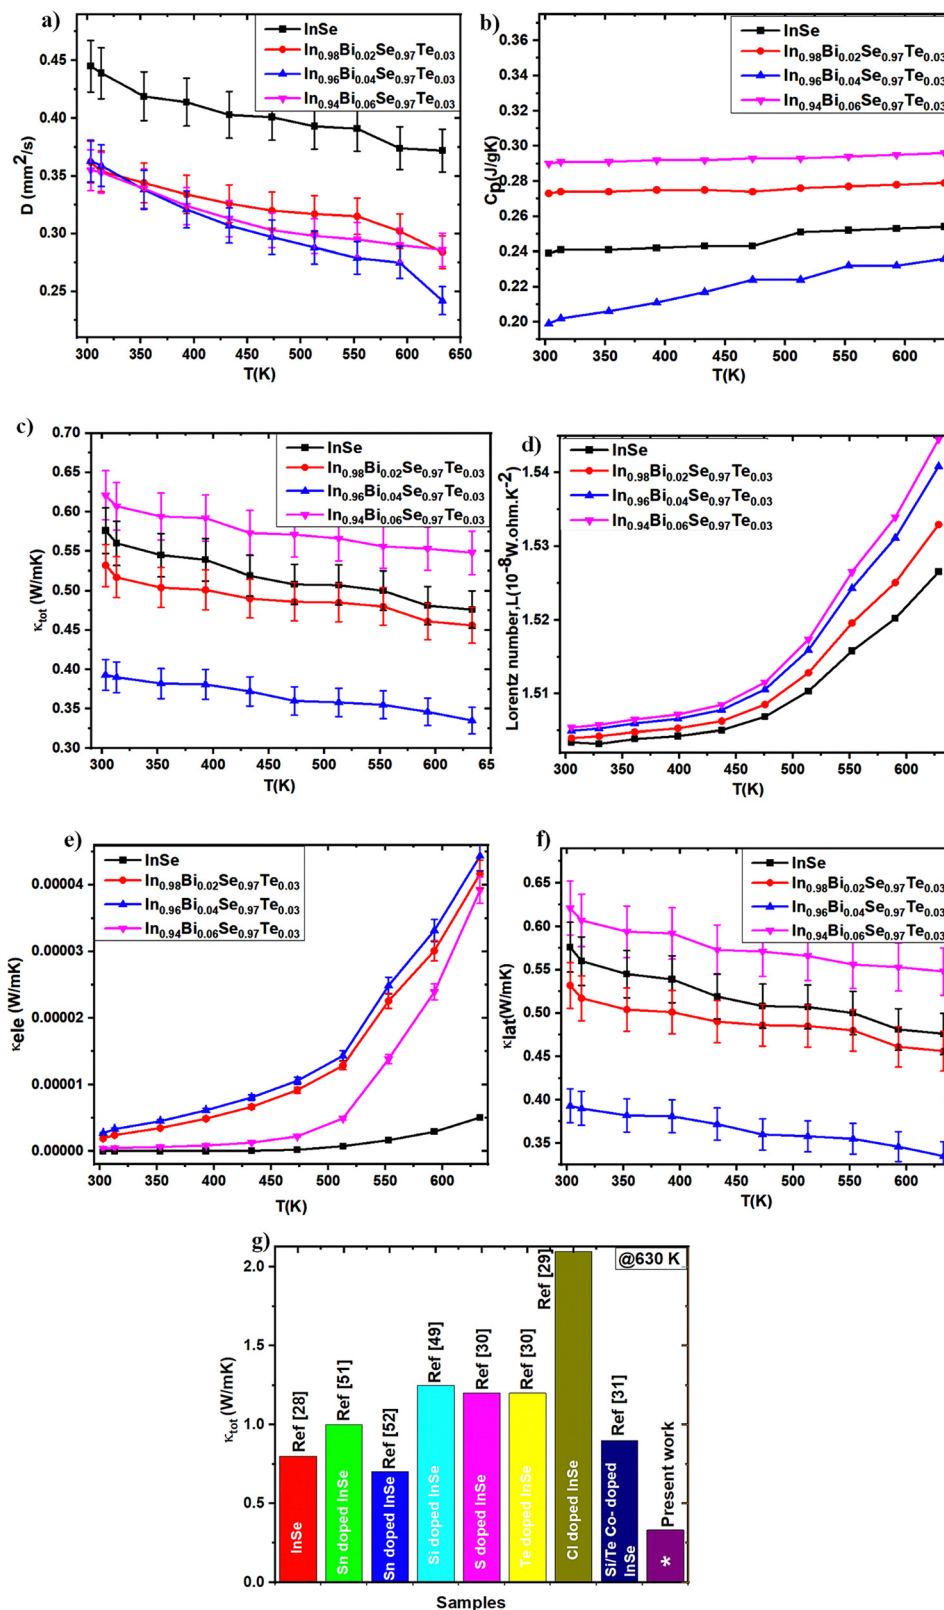 a)
InSe
In0.98Bi0.02Se0.97Te0.03
In0.96Bi0.04Se0.97Te0.03
In0.94Bi0.06Se0.97Te0.03
D (mm2/s)
0.40
0.35
0.30
0.25
300 350 400 450 500 550 600 650
T(K)
b)
0.36
InSe
In0.98Bi0.02Se0.97Te0.03
In0.96Bi0.04Se0.97Te0.03
In0.94Bi0.06Se0.97Te0.03
Cp(J/gK)
0.34
0.32
0.30
0.28
0.26
0.24
0.22
0.20
300 350 400 450 500 550 600
T(K)
c)
0.70
InSe
In0.98Bi0.02Se0.97Te0.03
In0.96Bi0.04Se0.97Te0.03
In0.94Bi0.06Se0.97Te0.03
κtot (W/mK)
0.65
0.60
0.55
0.50
0.45
0.40
0.35
0.30
300 350 400 450 500 550 600 65
T(K)
d)
InSe
In0.98Bi0.02Se0.97Te0.03
In0.96Bi0.04Se0.97Te0.03
In0.94Bi0.06Se0.97Te0.03
Lorentz number,L(10-8W.ohm.K-2)
1.54
1.53
1.52
1.51
300 350 400 450 500 550 600
T(K)
e)
InSe
In0.98Bi0.02Se0.97Te0.03
In0.96Bi0.04Se0.97Te0.03
In0.94Bi0.06Se0.97Te0.03
κele (W/mK)
0.00004
0.00003
0.00002
0.00001
0.00000
300 350 400 450 500 550 600
T(K)
f)
InSe
In0.98Bi0.02Se0.97Te0.03
In0.96Bi0.04Se0.97Te0.03
In0.94Bi0.06Se0.97Te0.03
κlat(W/mK)
0.65
0.60
0.55
0.50
0.45
0.40
0.35
300 350 400 450 500 550 600
T(K)
g)
@630 K
κtot (W/mK)
2.0
1.5
1.0
0.5
0.0
Ref [28]
InSe
Ref [51]
Sn doped InSe
Ref [52]
Sn doped InSe
Ref [49]
Si doped InSe
Ref [30]
S doped InSe
Ref [30]
Te doped InSe
Ref [29]
Cl doped InSe
Ref [31]
Si/Te Co- doped
InSe
Present work
*
Samples